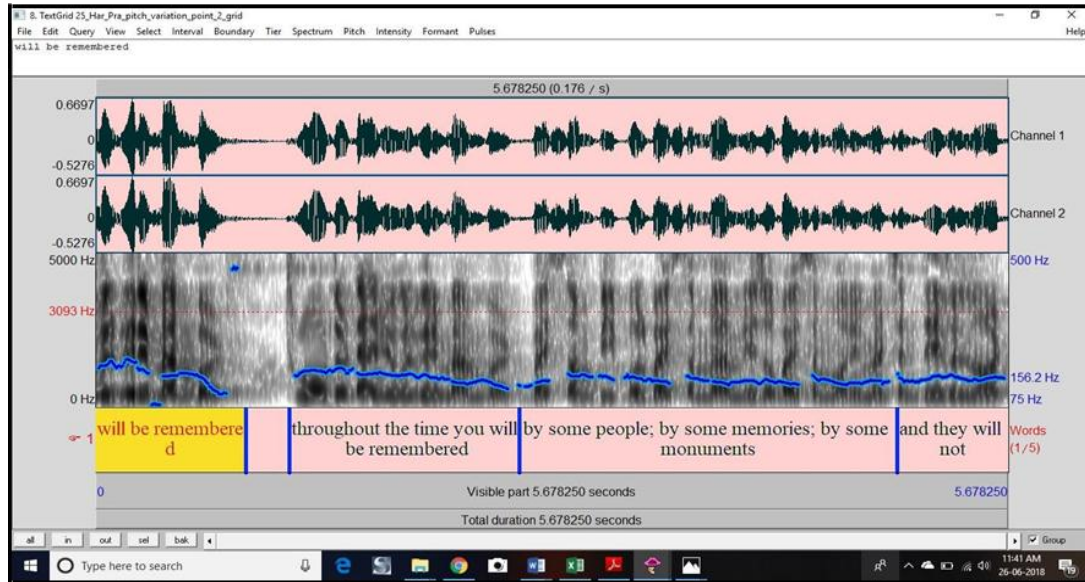 8. TextGrid 25_Har_Pra_pitch_variation_point_2_grid
File Edit Query View Select Interval Boundary Tier Spectrum Pitch Intensity Formant Pulses Help
will be remembered
5.678250 (0.176 / s)
0.6697
0
-0.5276
Channel 1
0.6697
0
-0.5276
Channel 2
5000 Hz
500 Hz
3093 Hz
156.2 Hz
0 Hz
75 Hz
will be remembere
d
throughout the time you will
be remembered
by some people; by some memories; by some
monuments
and they will
not
1
Words
(1/5)
0
Visible part 5.678250 seconds
5.678250
Total duration 5.678250 seconds
all in out sel bak Group
Type here to search
11:41 AM
26-06-2018